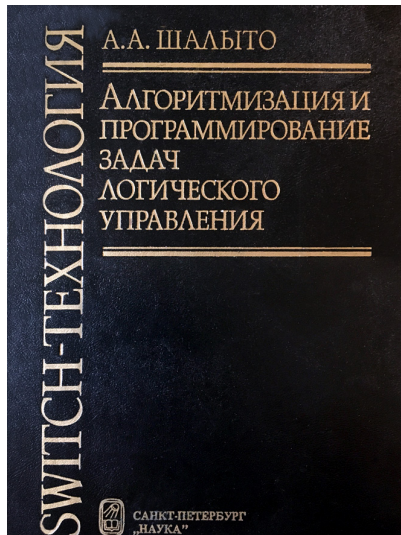 SWITCH-ТЕХНОЛОГИЯ
А.А. ШАЛЫТО
АЛГОРИТМИЗАЦИЯ И
ПРОГРАММИРОВАНИЕ
ЗАДАЧ
ЛОГИЧЕСКОГО
УПРАВЛЕНИЯ
САНКТ-ПЕТЕРБУРГ
„НАУКА”